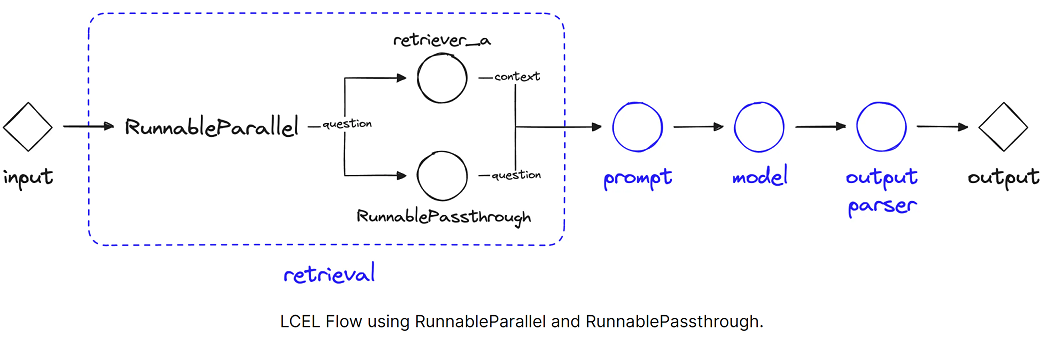 retriever_a
context
RunnableParallel
question
question
RunnablePassthrough
input
prompt
model
output
parser
output
retrieval
LCEL Flow using RunnableParallel and RunnablePassthrough.